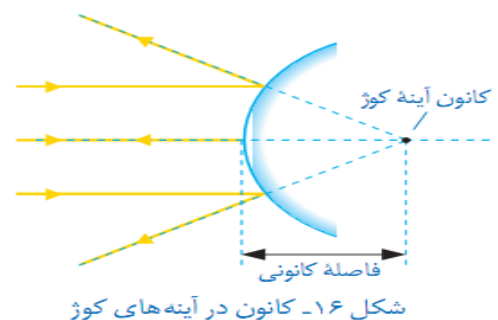 کانون آینهٔ کوژ
فاصلهٔ کانونی
شکل ۱۶ـ کانون در آینه‌های کوژ